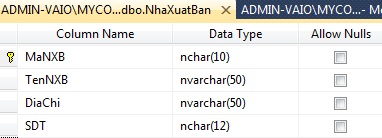 ADMIN-VAIO\MYCO...dbo.NhaXuatBan ADMIN-VAIO\MYCO...- 
Column Name Data Type Allow Nulls
MaNXB nchar(10)
TenNXB nvarchar(50)
DiaChi nvarchar(50)
SDT nchar(12)